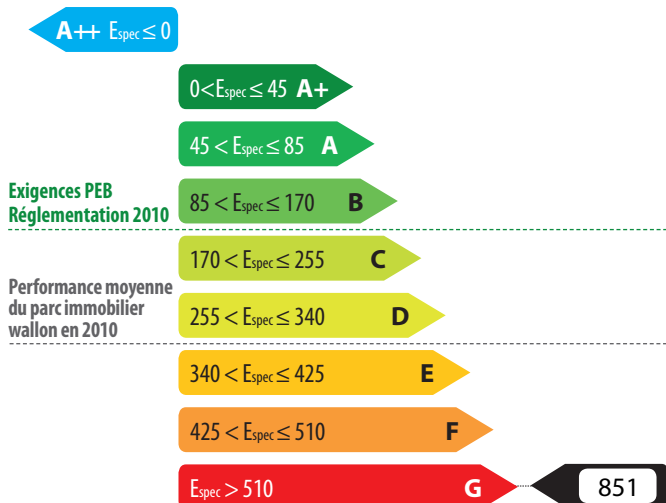 A++ Espec ≤ 0
0 < Espec ≤ 45 A+
45 < Espec ≤ 85 A
Exigences PEB
Réglementation 2010
85 < Espec ≤ 170 B
170 < Espec ≤ 255 C
Performance moyenne
du parc immobilier
wallon en 2010
255 < Espec ≤ 340 D
340 < Espec ≤ 425 E
425 < Espec ≤ 510 F
Espec > 510 G 851